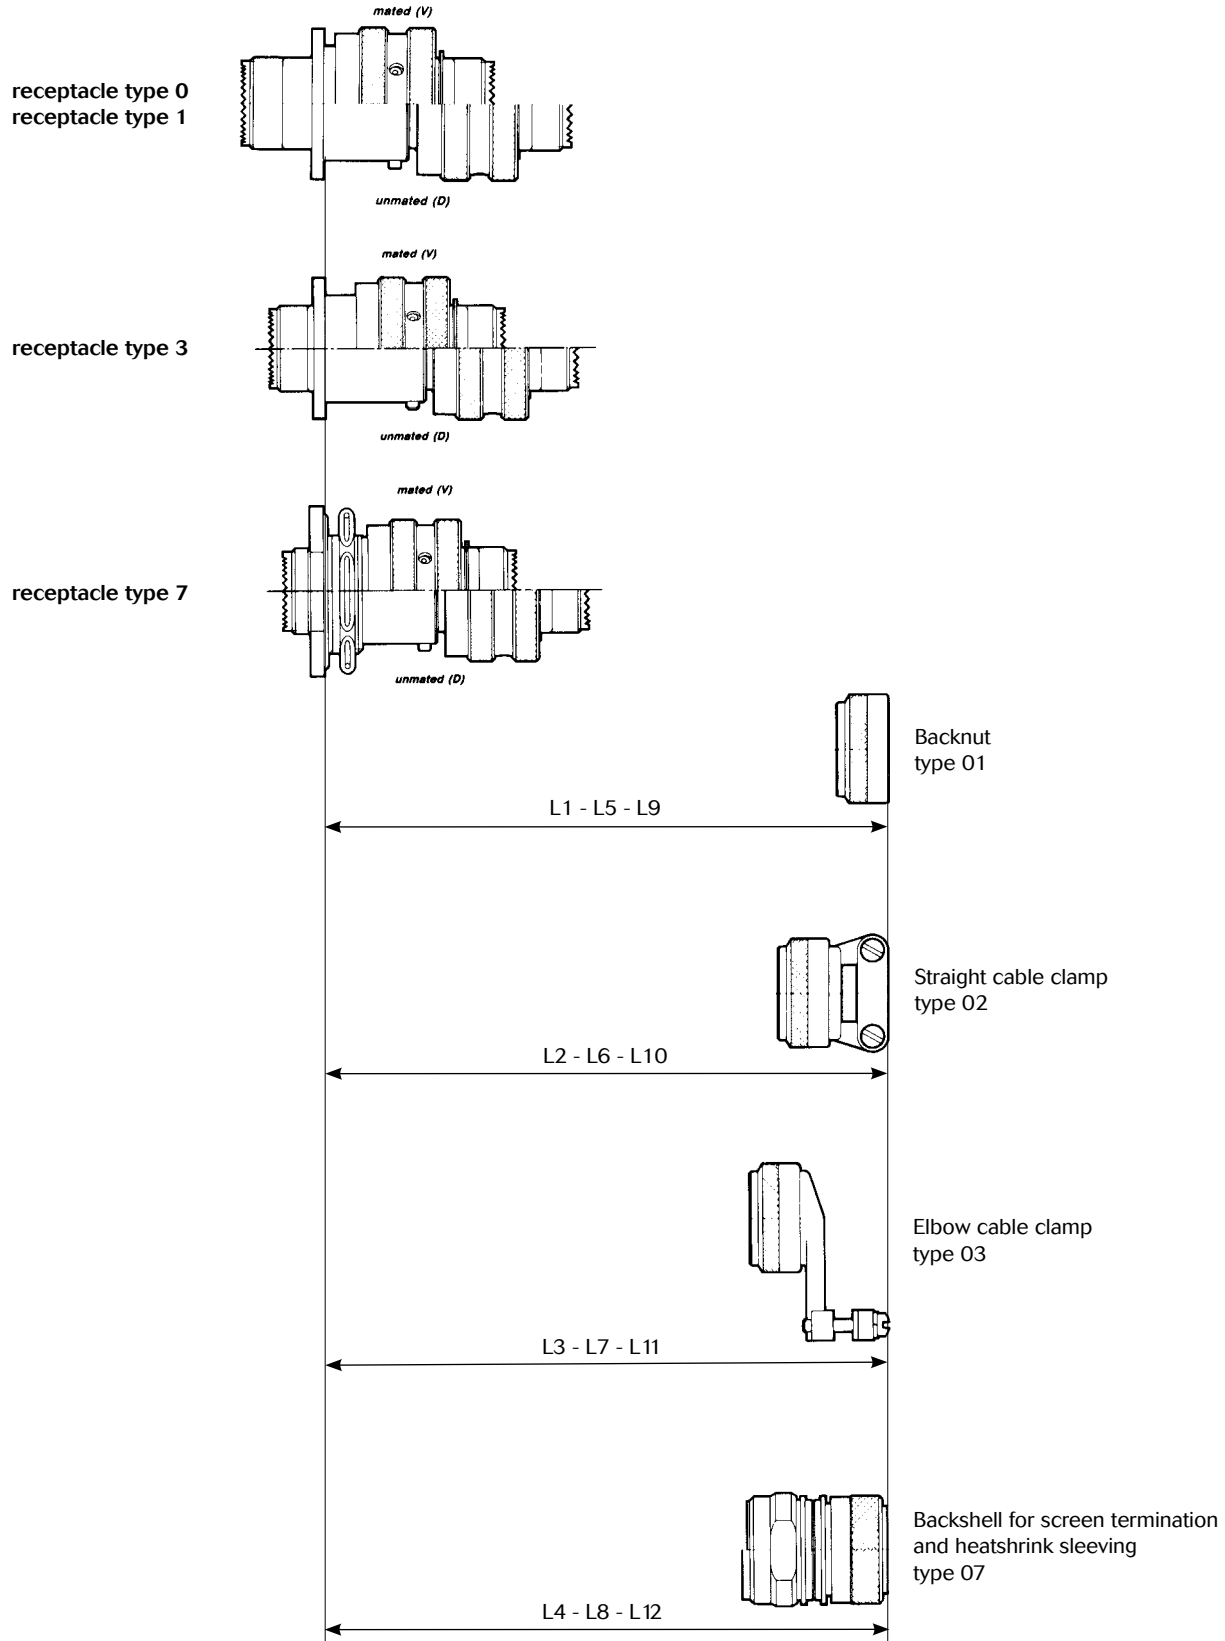 mated (V)
receptacle type 0
receptacle type 1
unmated (D)
mated (V)
receptacle type 3
unmated (D)
mated (V)
receptacle type 7
unmated (D)
Backnut
type 01
L1 - L5 - L9
Straight cable clamp
type 02
L2 - L6 - L10
Elbow cable clamp
type 03
L3 - L7 - L11
Backshell for screen termination
and heatshrink sleeving
type 07
L4 - L8 - L12